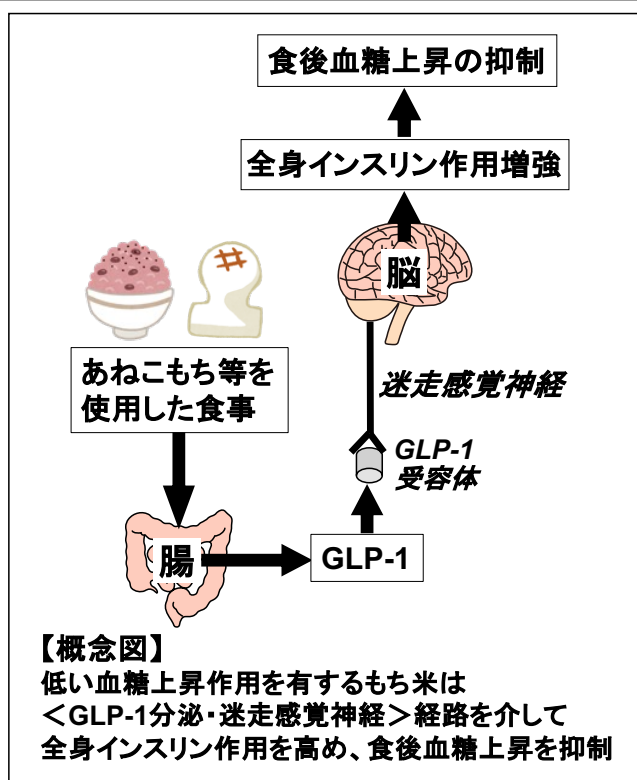 食後血糖上昇の抑制
全身インスリン作用増強
脳
あねこもち等を
使用した食事
迷走感覚神経
GLP-1
受容体
腸
GLP-1
【概念図】
低い血糖上昇作用を有するもち米は
＜GLP-1分泌・迷走感覚神経＞経路を介して
全身インスリン作用を高め、食後血糖上昇を抑制